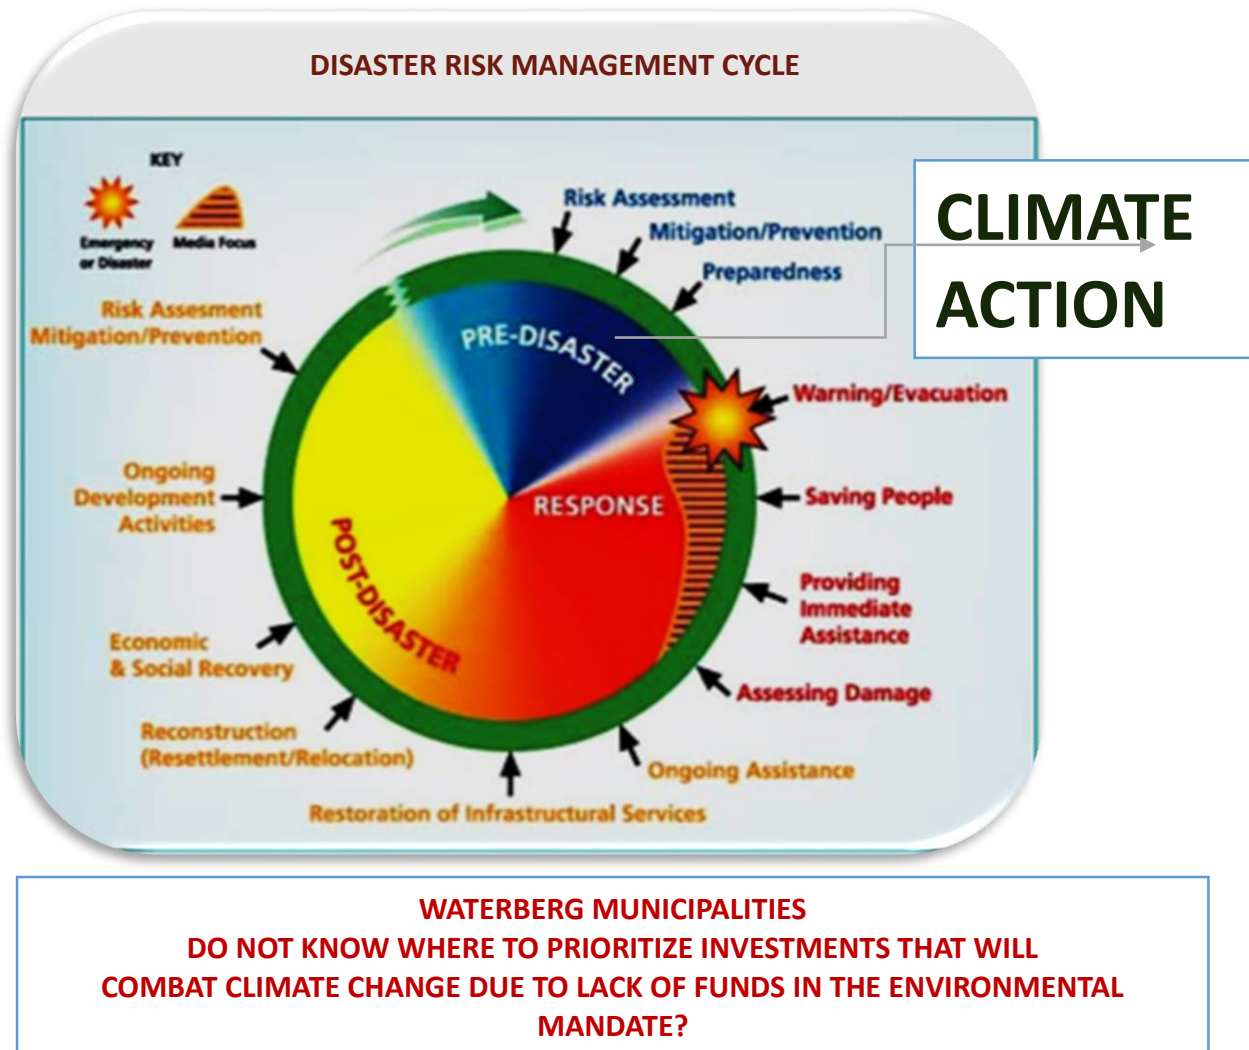 DISASTER RISK MANAGEMENT CYCLE
KEY
Emergency
or Disaster
Media Focus
Risk Assessment
Mitigation/Prevention
Preparedness
CLIMATE
ACTION
Risk Assesment
Mitigation/Prevention
PRE-DISASTER
Warning/Evacuation
Ongoing
Development
Activities
RESPONSE
Saving People
POST-DISASTER
Providing
Immediate
Assistance
Economic
& Social Recovery
Assessing Damage
Reconstruction
(Resettlement/Relocation)
Ongoing Assistance
Restoration of Infrastructural Services
WATERBERG MUNICIPALITIES
DO NOT KNOW WHERE TO PRIORITIZE INVESTMENTS THAT WILL
COMBAT CLIMATE CHANGE DUE TO LACK OF FUNDS IN THE ENVIRONMENTAL
MANDATE?